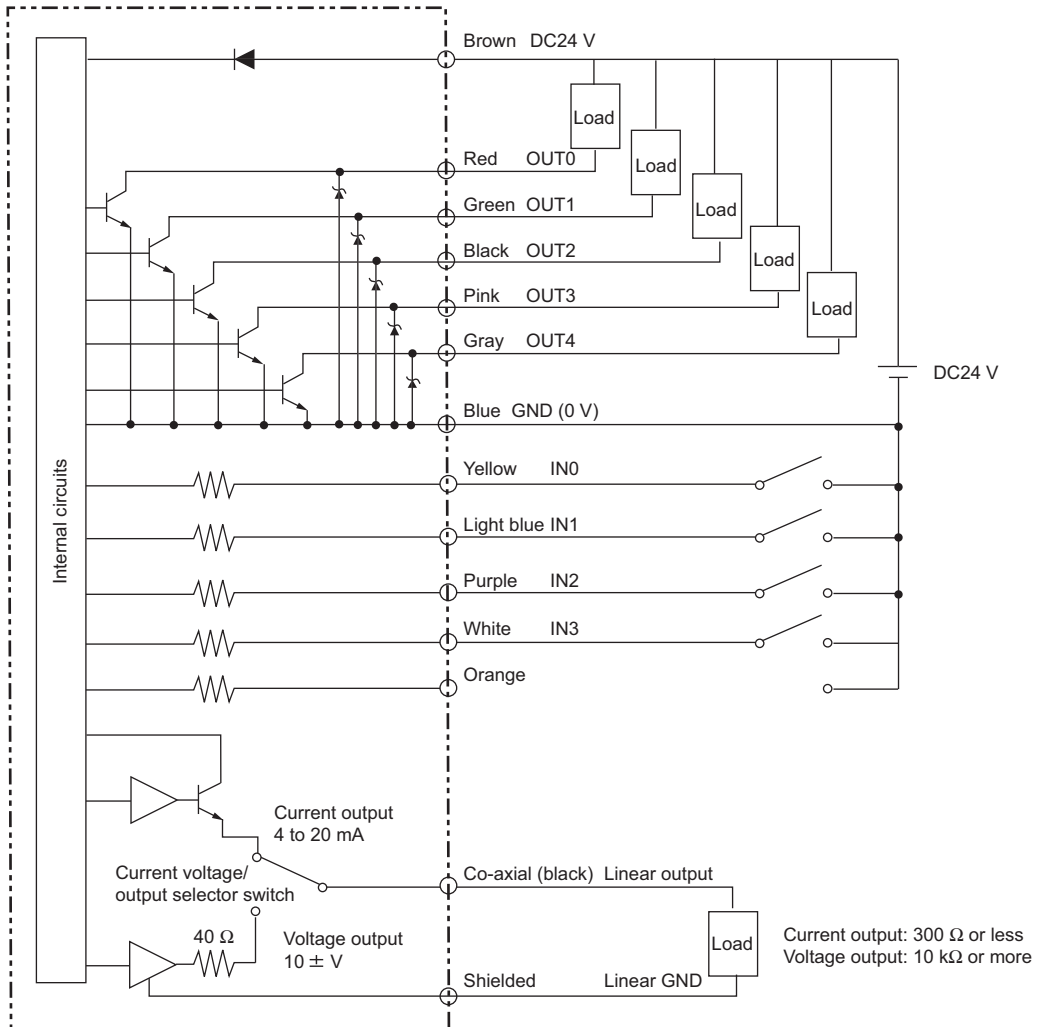 Brown DC24 V
Load
Red OUT0
Load
Green OUT1
Load
Black OUT2
Load
Pink OUT3
Load
Gray OUT4
DC24 V
Blue GND (0 V)
Internal circuits
Yellow IN0
Light blue IN1
Purple IN2
White IN3
Orange
Current output
4 to 20 mA
Current voltage/
output selector switch
Co-axial (black) Linear output
40 Ω
Voltage output
10 ± V
Load
Current output: 300 Ω or less
Voltage output: 10 kΩ or more
Shielded Linear GND